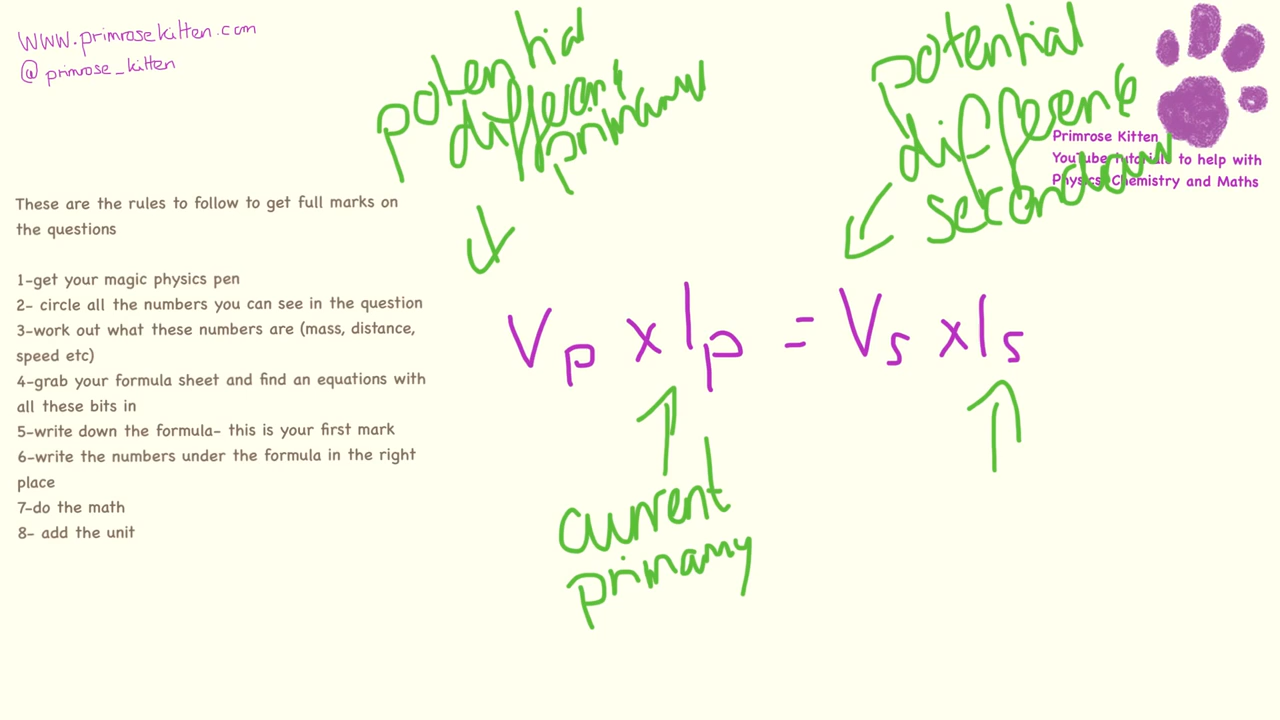 www.primrosekitten.com
@primrose_kitten
potential
different
primary
potential
different
secondary
Primrose Kitten
YouTube tutorials to help with
Physics, Chemistry and Maths
These are the rules to follow to get full marks on
the questions
1-get your magic physics pen
2- circle all the numbers you can see in the question
3-work out what these numbers are (mass, distance,
speed etc)
4-grab your formula sheet and find an equations with
all these bits in
5-write down the formula- this is your first mark
6-write the numbers under the formula in the right
place
7-do the math
8- add the unit
Vp x Ip = Vs x Is
current
primary